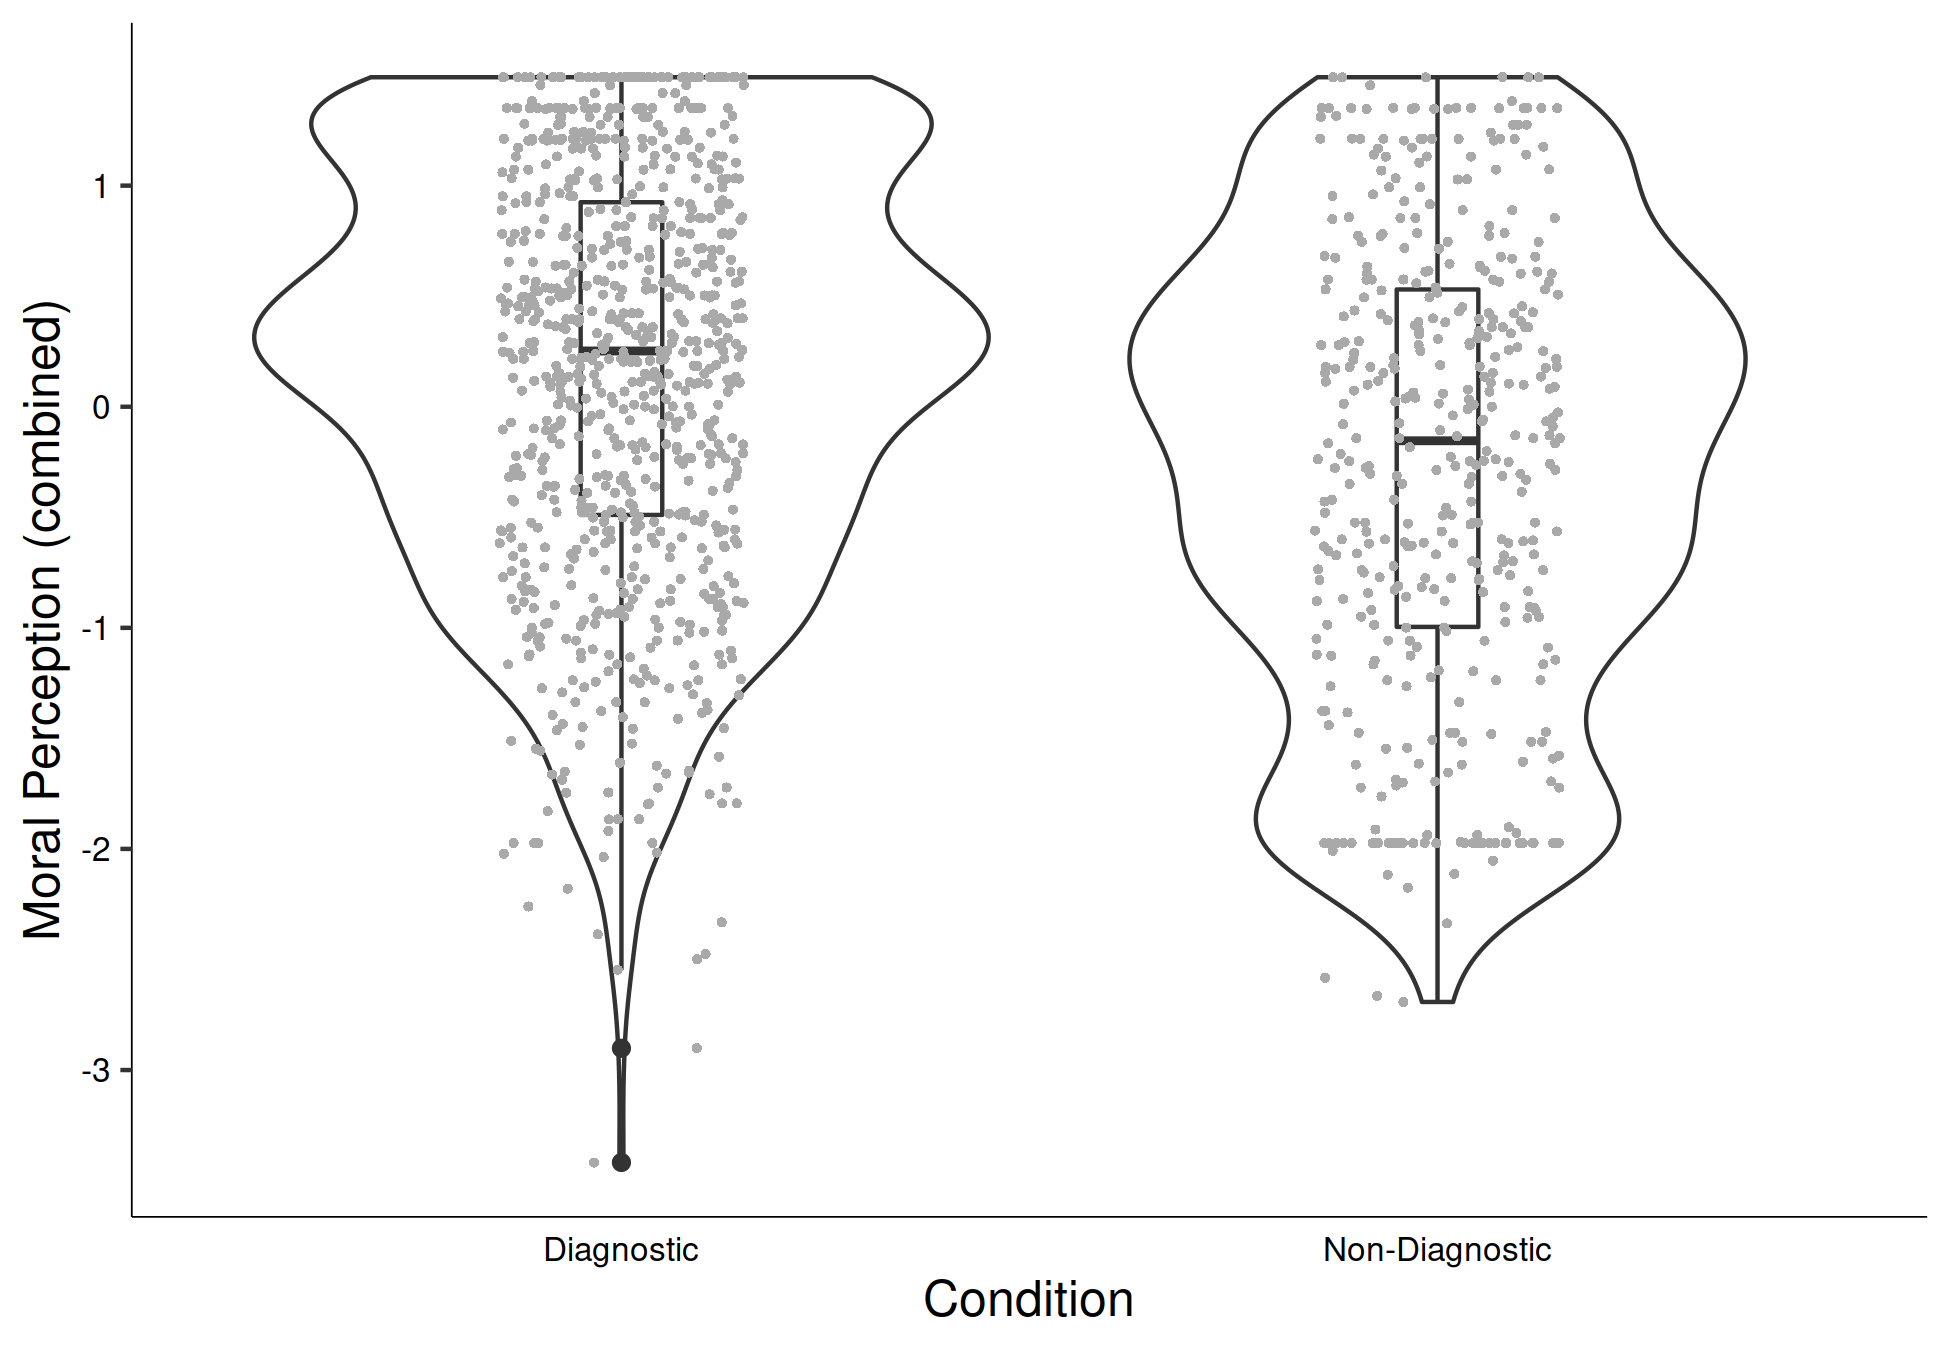 Moral Perception (combined)
1
0
-1
-2
-3
Diagnostic
Non-Diagnostic
Condition